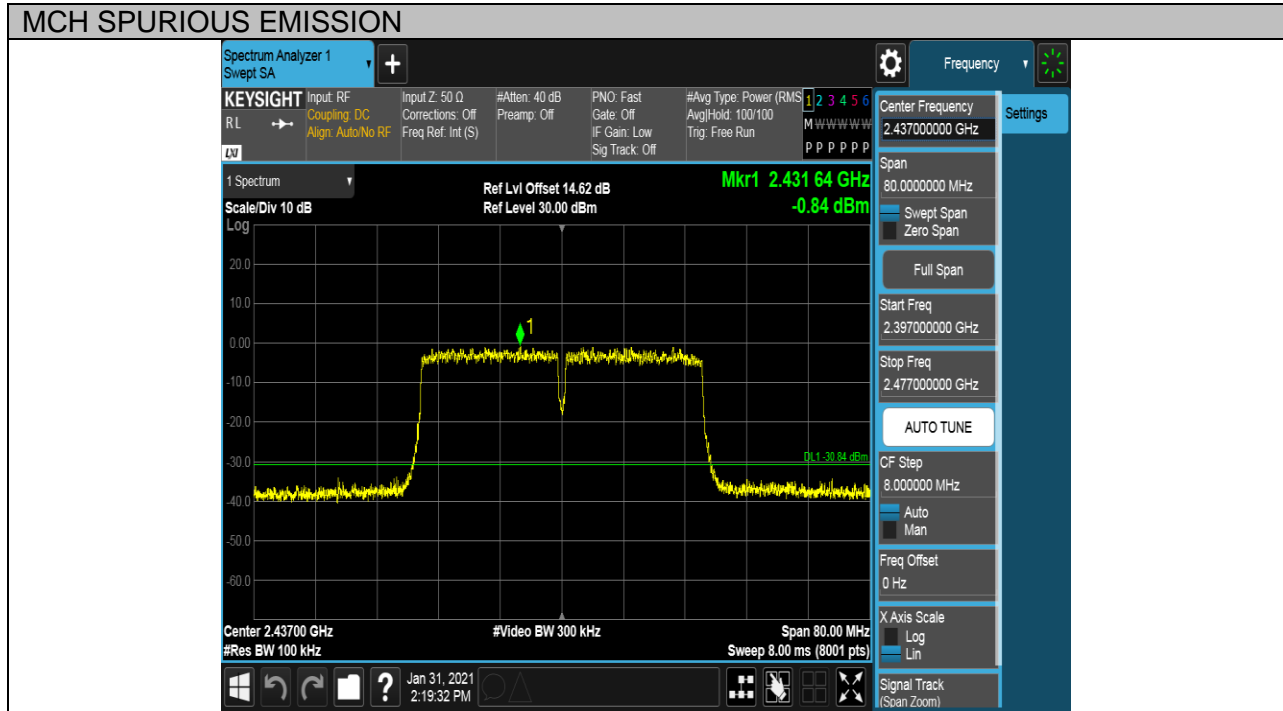 MCH SPURIOUS EMISSION
Spectrum Analyzer 1
Swept SA
+
Frequency
KEYSIGHT
RL
LXI
Input: RF
Coupling: DC
Align: Auto/No RF
Input Z: 50 Ω
Corrections: Off
Freq Ref: Int (S)
#Atten: 40 dB
Preamp: Off
PNO: Fast
Gate: Off
IF Gain: Low
Sig Track: Off
#Avg Type: Power (RMS
Avg|Hold: 100/100
Trig: Free Run
1 2 3 4 5 6
M W W W W W
P P P P P P
1 Spectrum
Scale/Div 10 dB
Log
Ref Lvl Offset 14.62 dB
Ref Level 30.00 dBm
Mkr1 2.431 64 GHz
-0.84 dBm
20.0
10.0
0.00
-10.0
-20.0
-30.0
-40.0
-50.0
-60.0
1
DL1 -30.84 dBm
Center 2.43700 GHz
#Res BW 100 kHz
#Video BW 300 kHz
Span 80.00 MHz
Sweep 8.00 ms (8001 pts)
?
Jan 31, 2021
2:19:32 PM
Center Frequency
2.437000000 GHz
Span
80.0000000 MHz
Swept Span
Zero Span
Full Span
Start Freq
2.397000000 GHz
Stop Freq
2.477000000 GHz
AUTO TUNE
CF Step
8.000000 MHz
Auto
Man
Freq Offset
0 Hz
X Axis Scale
Log
Lin
Signal Track
(Span Zoom)
Settings